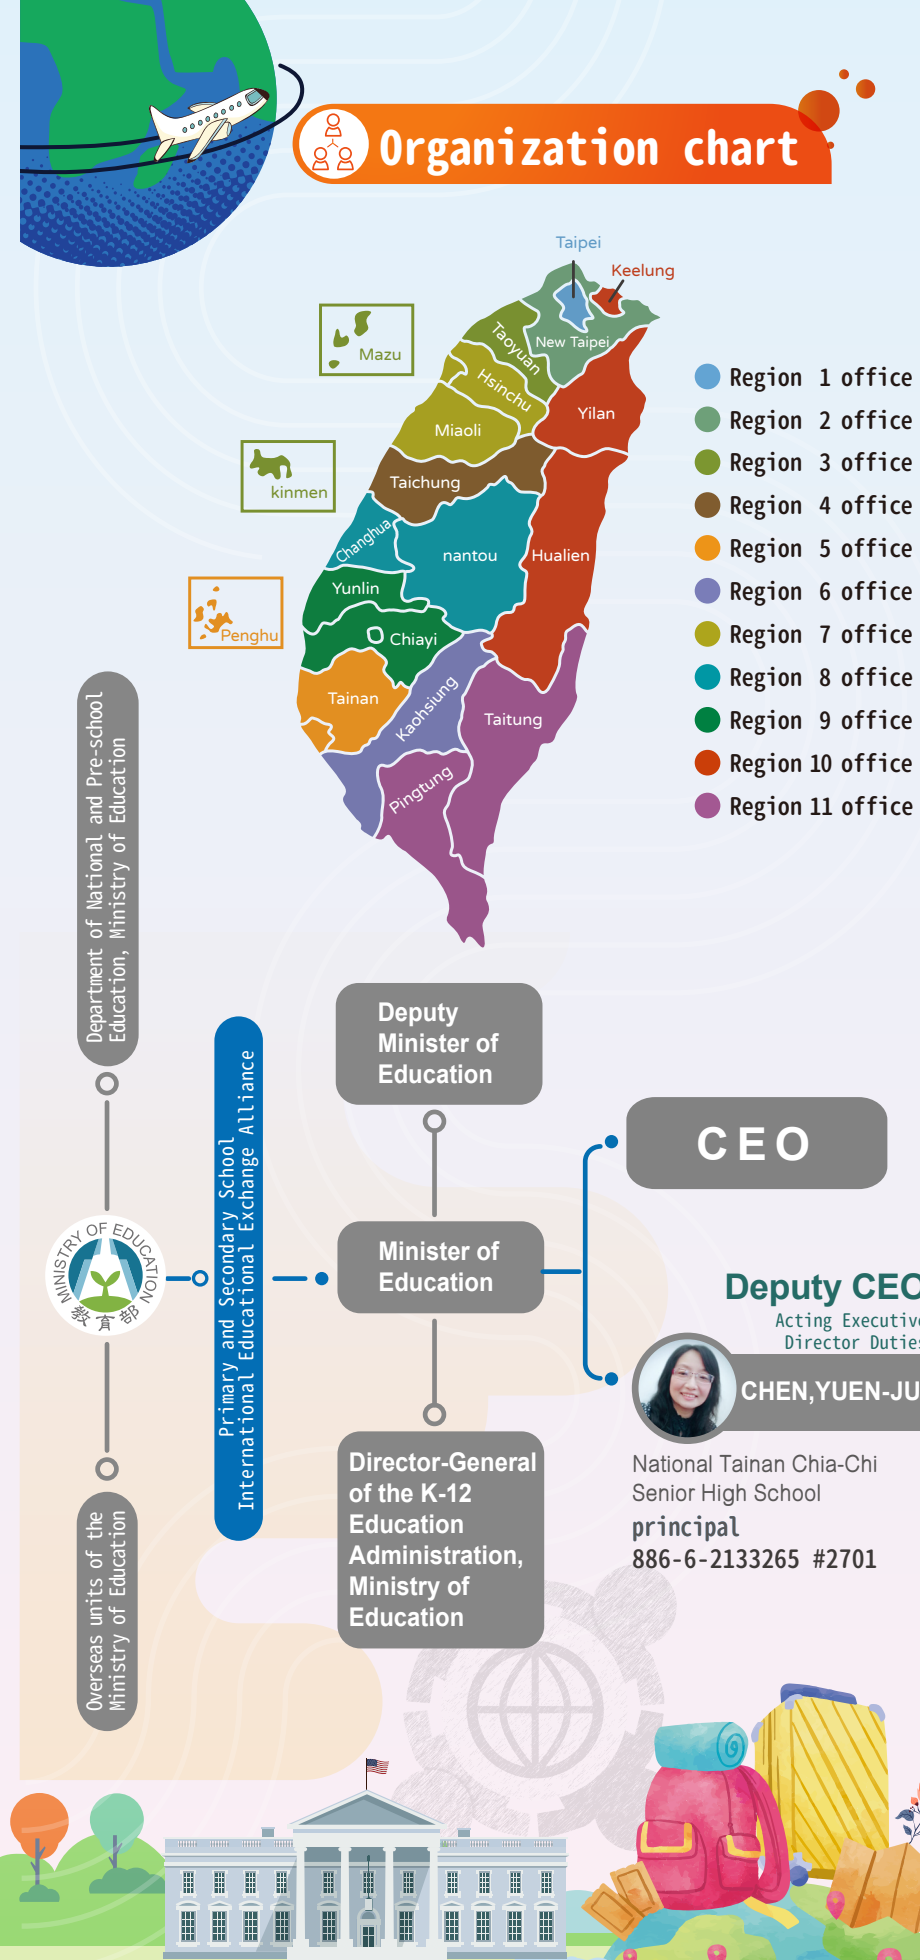 Organization chart
Taipei
Keelung
Mazu
Taoyuan
New Taipei
Hsinchu
Yilan
Miaoli
kinmen
Taichung
Changhua
nantou
Hualien
Yunlin
Penghu
Chiayi
Tainan
Kaohsiung
Taitung
Pingtung
Region 1 office
Region 2 office
Region 3 office
Region 4 office
Region 5 office
Region 6 office
Region 7 office
Region 8 office
Region 9 office
Region 10 office
Region 11 office
Department of National and Pre-school
Education, Ministry of Education
MINISTRY OF EDUCATION
教育部
Overseas units of the
Ministry of Education
Primary and Secondary School
International Educational Exchange Alliance
Deputy
Minister of
Education
Minister of
Education
Director-General
of the K-12
Education
Administration,
Ministry of
Education
CEO
Deputy CEO
Acting Executive
Director Duties
CHEN,YUEN-JU
National Tainan Chia-Chi
Senior High School
principal
886-6-2133265 #2701